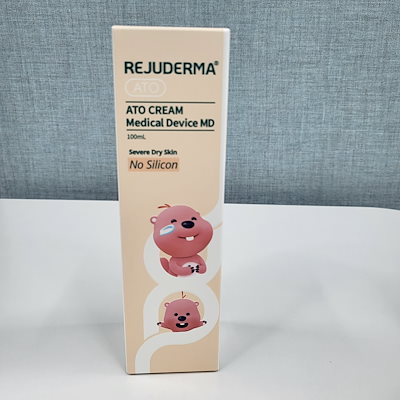 REJUDERMA®
ATO
ATO CREAM
Medical Device MD
100mL
Severe Dry Skin
No Silicon